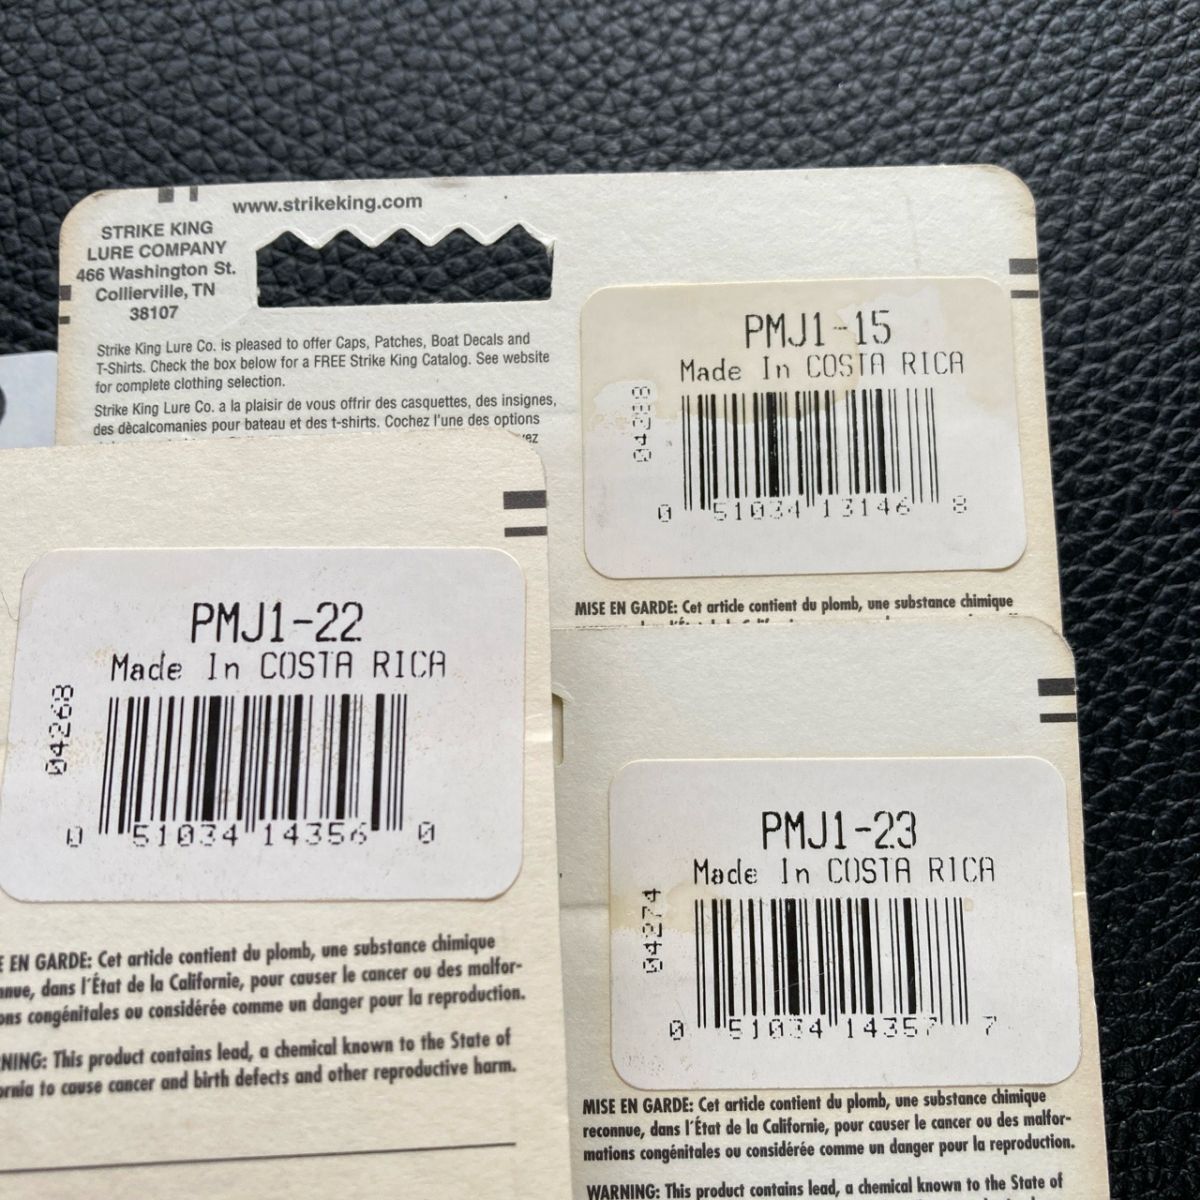 www.strikeking.com
STRIKE KING
LURE COMPANY
466 Washington St.
Collierville, TN
38107
Strike King Lure Co. is pleased to offer Caps, Patches, Boat Decals and
T-Shirts. Check the box below for a FREE Strike King Catalog. See website
for complete clothing selection.
Strike King Lure Co. a la plaisir de vous offrir des casquettes, des insignes,
des dècalcomanies pour bateau et des t-shirts. Cochez l'une des options
PMJ1-15
Made In COSTA RICA
0 51034 13146 8
MISE EN GARDE: Cet article contient du plomb, une substance chimique
PMJ1-22
Made In COSTA RICA
04268
0 51034 14356 0
EN GARDE: Cet article contient du plomb, une substance chimique
nnue, dans l'État de la Californie, pour causer le cancer ou des malfor-
ons congénitales ou considérée comme un danger pour la reproduction.
NING: This product contains lead, a chemical known to the State of
ornia to cause cancer and birth defects and other reproductive harm.
PMJ1-23
Made In COSTA RICA
04274
0 51034 14357 7
MISE EN GARDE: Cet article contient du plomb, une substance chimique
reconnue, dans l'État de la Californie, pour causer le cancer ou des malfor-
mations congénitales ou considérée comme un danger pour la reproduction.
WARNING: This product contains lead, a chemical known to the State of